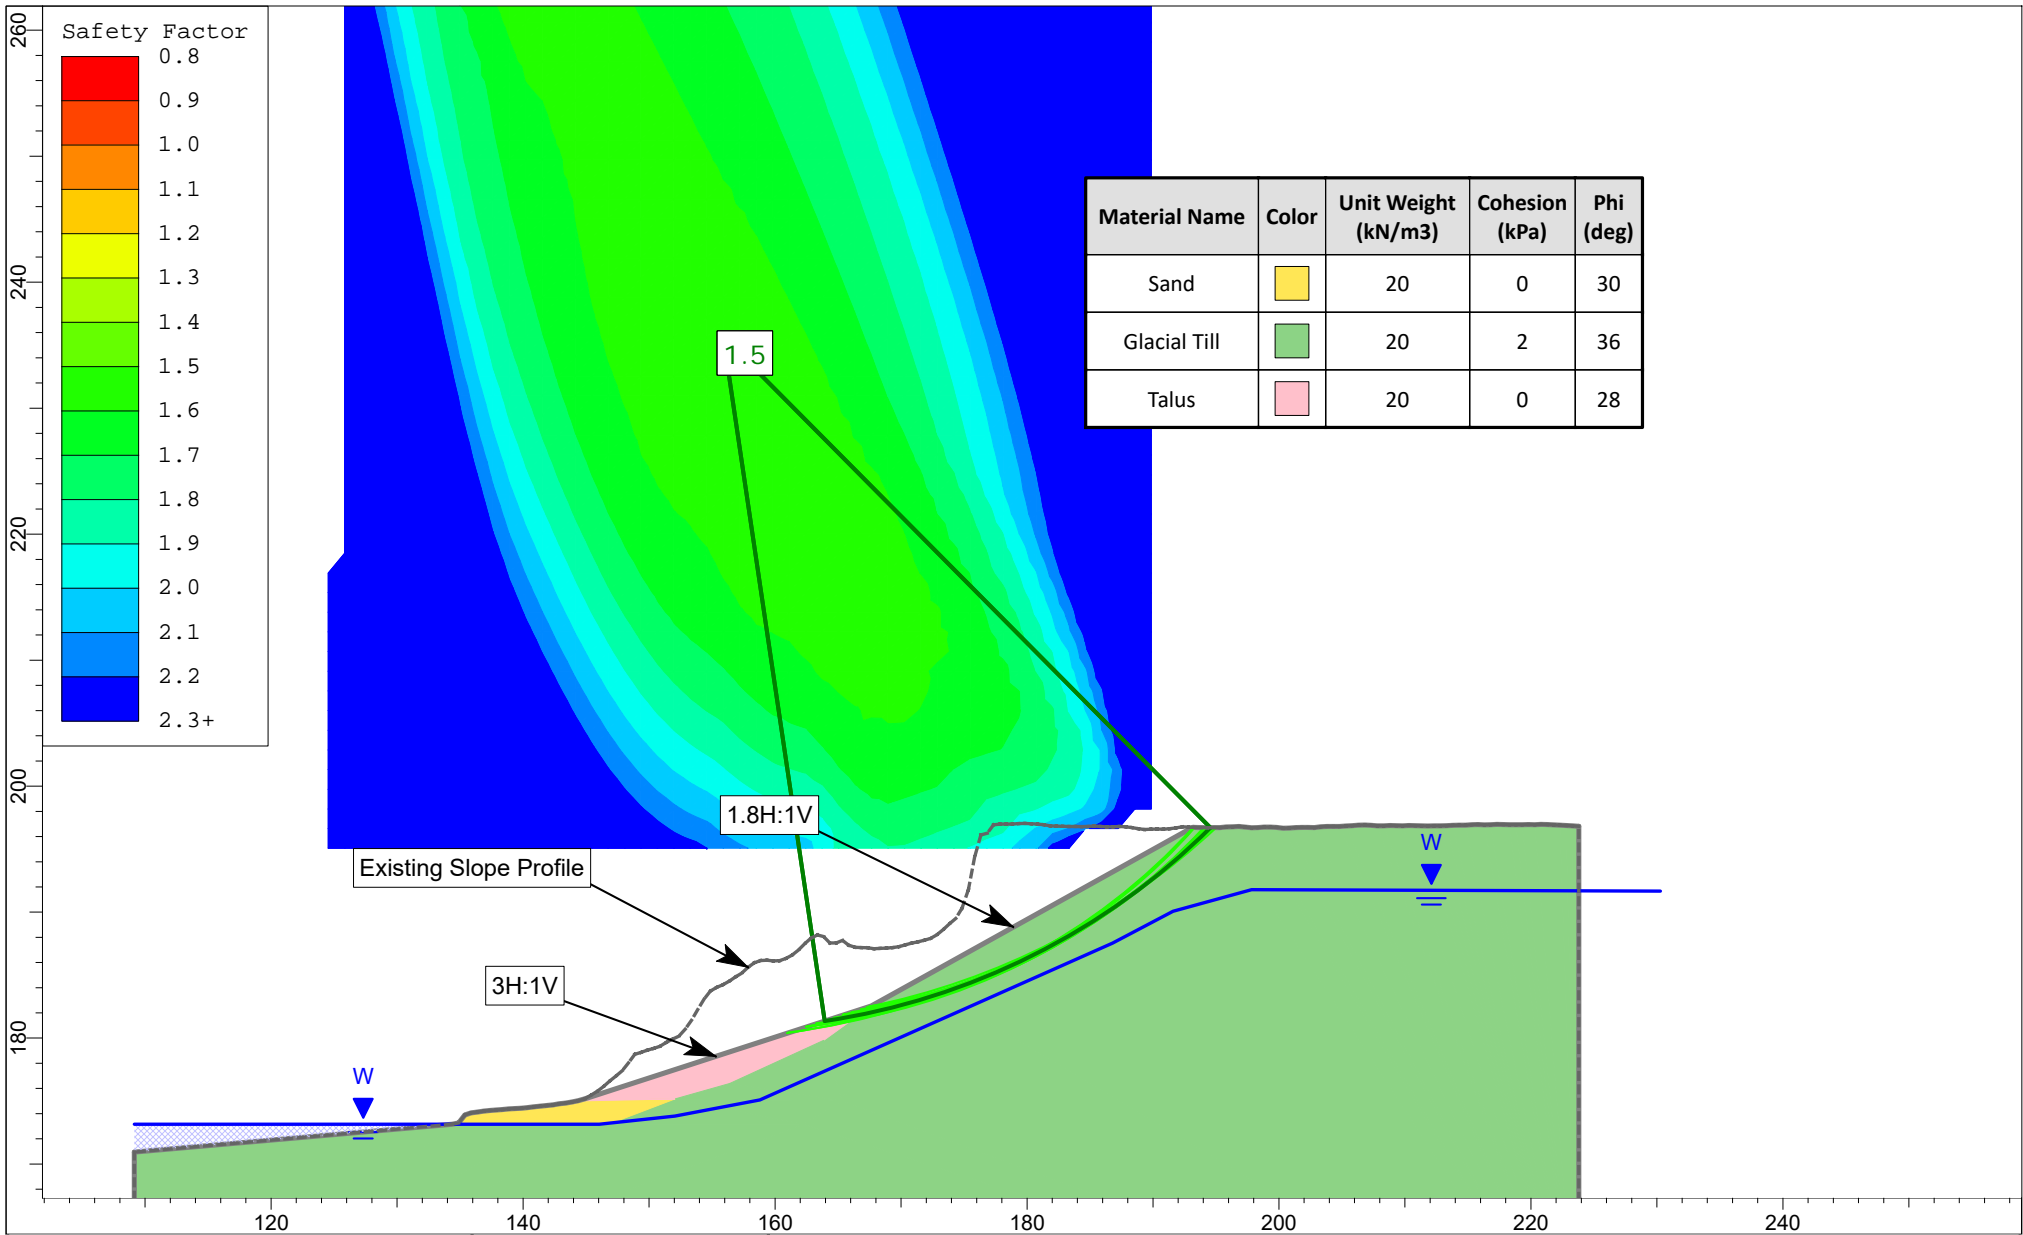 Safety Factor
0.8
0.9
1.0
1.1
1.2
1.3
1.4
1.5
1.6
1.7
1.8
1.9
2.0
2.1
2.2
2.3+
260
240
220
200
180
Material Name Color Unit Weight (kN/m3) Cohesion (kPa) Phi (deg)
Sand 20 0 30
Glacial Till 20 2 36
Talus 20 0 28
1.5
1.8H:1V
Existing Slope Profile
3H:1V
W
W
120 140 160 180 200 220 240